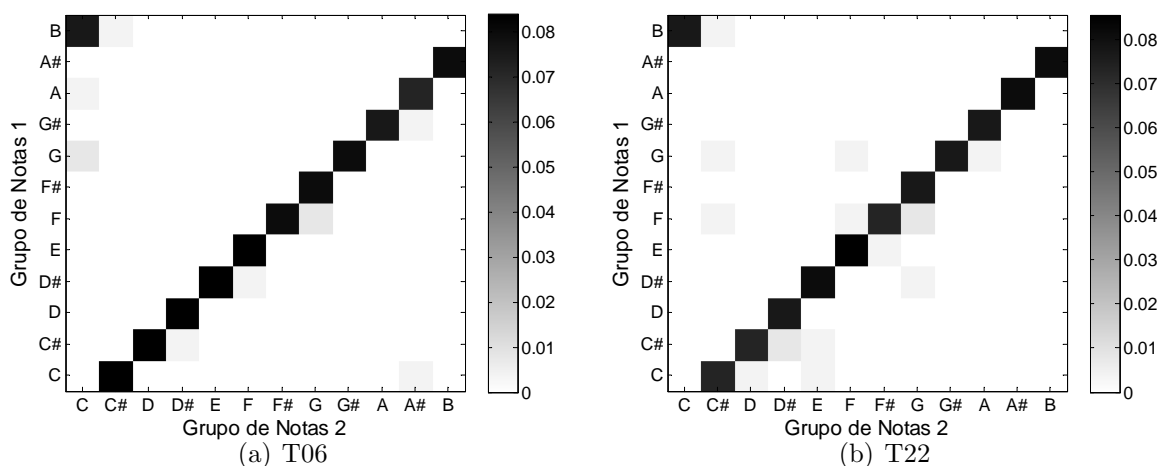 B
A#
A
G#
G
F#
F
E
D#
D
C#
C
Grupo de Notas 1
C C# D D# E F F# G G# A A# B
Grupo de Notas 2
0.08
0.07
0.06
0.05
0.04
0.03
0.02
0.01
0
(a) T06
B
A#
A
G#
G
F#
F
E
D#
D
C#
C
Grupo de Notas 1
C C# D D# E F F# G G# A A# B
Grupo de Notas 2
0.08
0.07
0.06
0.05
0.04
0.03
0.02
0.01
0
(b) T22